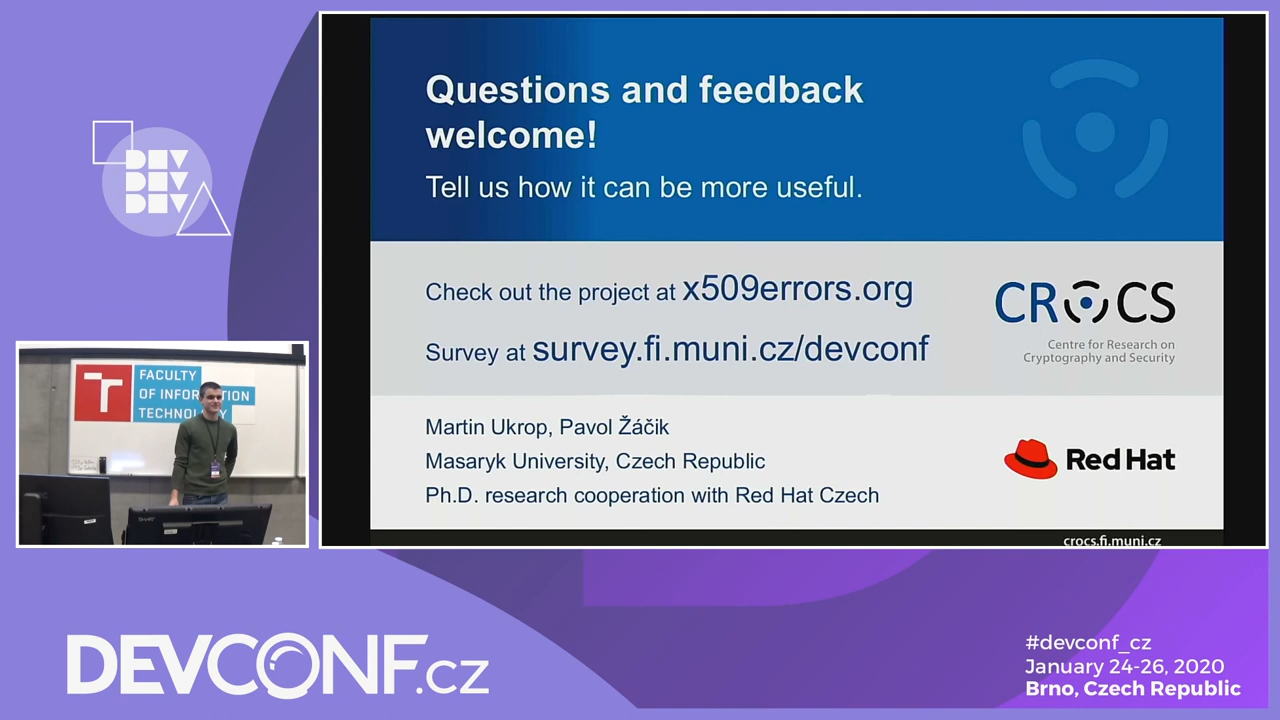 Questions and feedback
welcome!
Tell us how it can be more useful.
Check out the project at x509errors.org
Survey at survey.fi.muni.cz/devconf
CROCS
Centre for Research on
Cryptography and Security
Martin Ukrop, Pavol Žáčik
Masaryk University, Czech Republic
Ph.D. research cooperation with Red Hat Czech
Red Hat
crocs.fi.muni.cz
DEV
DEV
DEV
T
FACULTY
OF INFOR TION
TECHNO Y
DEVCONF.cz
#devconf_cz
January 24-26, 2020
Brno, Czech Republic